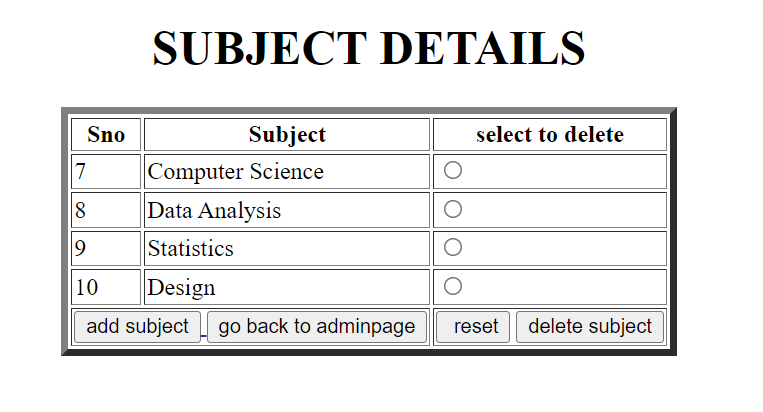 SUBJECT DETAILS
Sno Subject select to delete
7 Computer Science
8 Data Analysis
9 Statistics
10 Design
add subject go back to adminpage reset delete subject